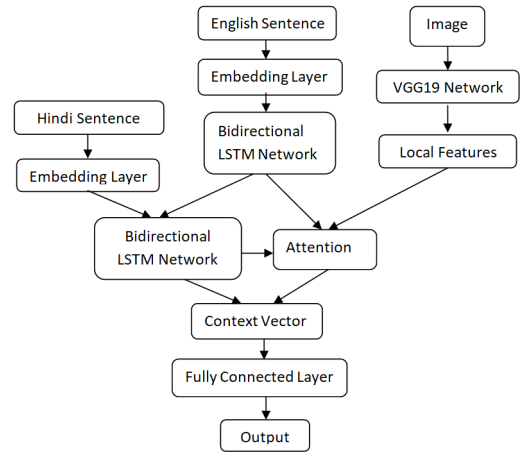 English Sentence
Image
Embedding Layer
VGG19 Network
Hindi Sentence
Bidirectional
LSTM Network
Local Features
Embedding Layer
Bidirectional
LSTM Network
Attention
Context Vector
Fully Connected Layer
Output